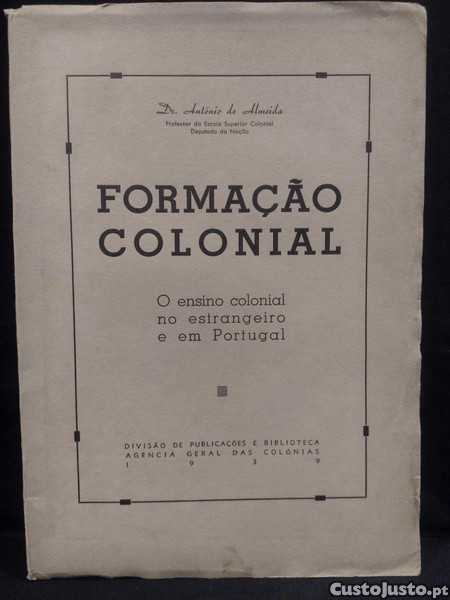 Dr. António de Almeida
Professor da Escola Superior Colonial
Deputado da Nação
FORMAÇÃO
COLONIAL
O ensino colonial
no estrangeiro
e em Portugal
DIVISÃO DE PUBLICAÇÕES E BIBLIOTECA
AGÊNCIA GERAL DAS COLÓNIAS
1 9 3 9
CustoJusto.pt